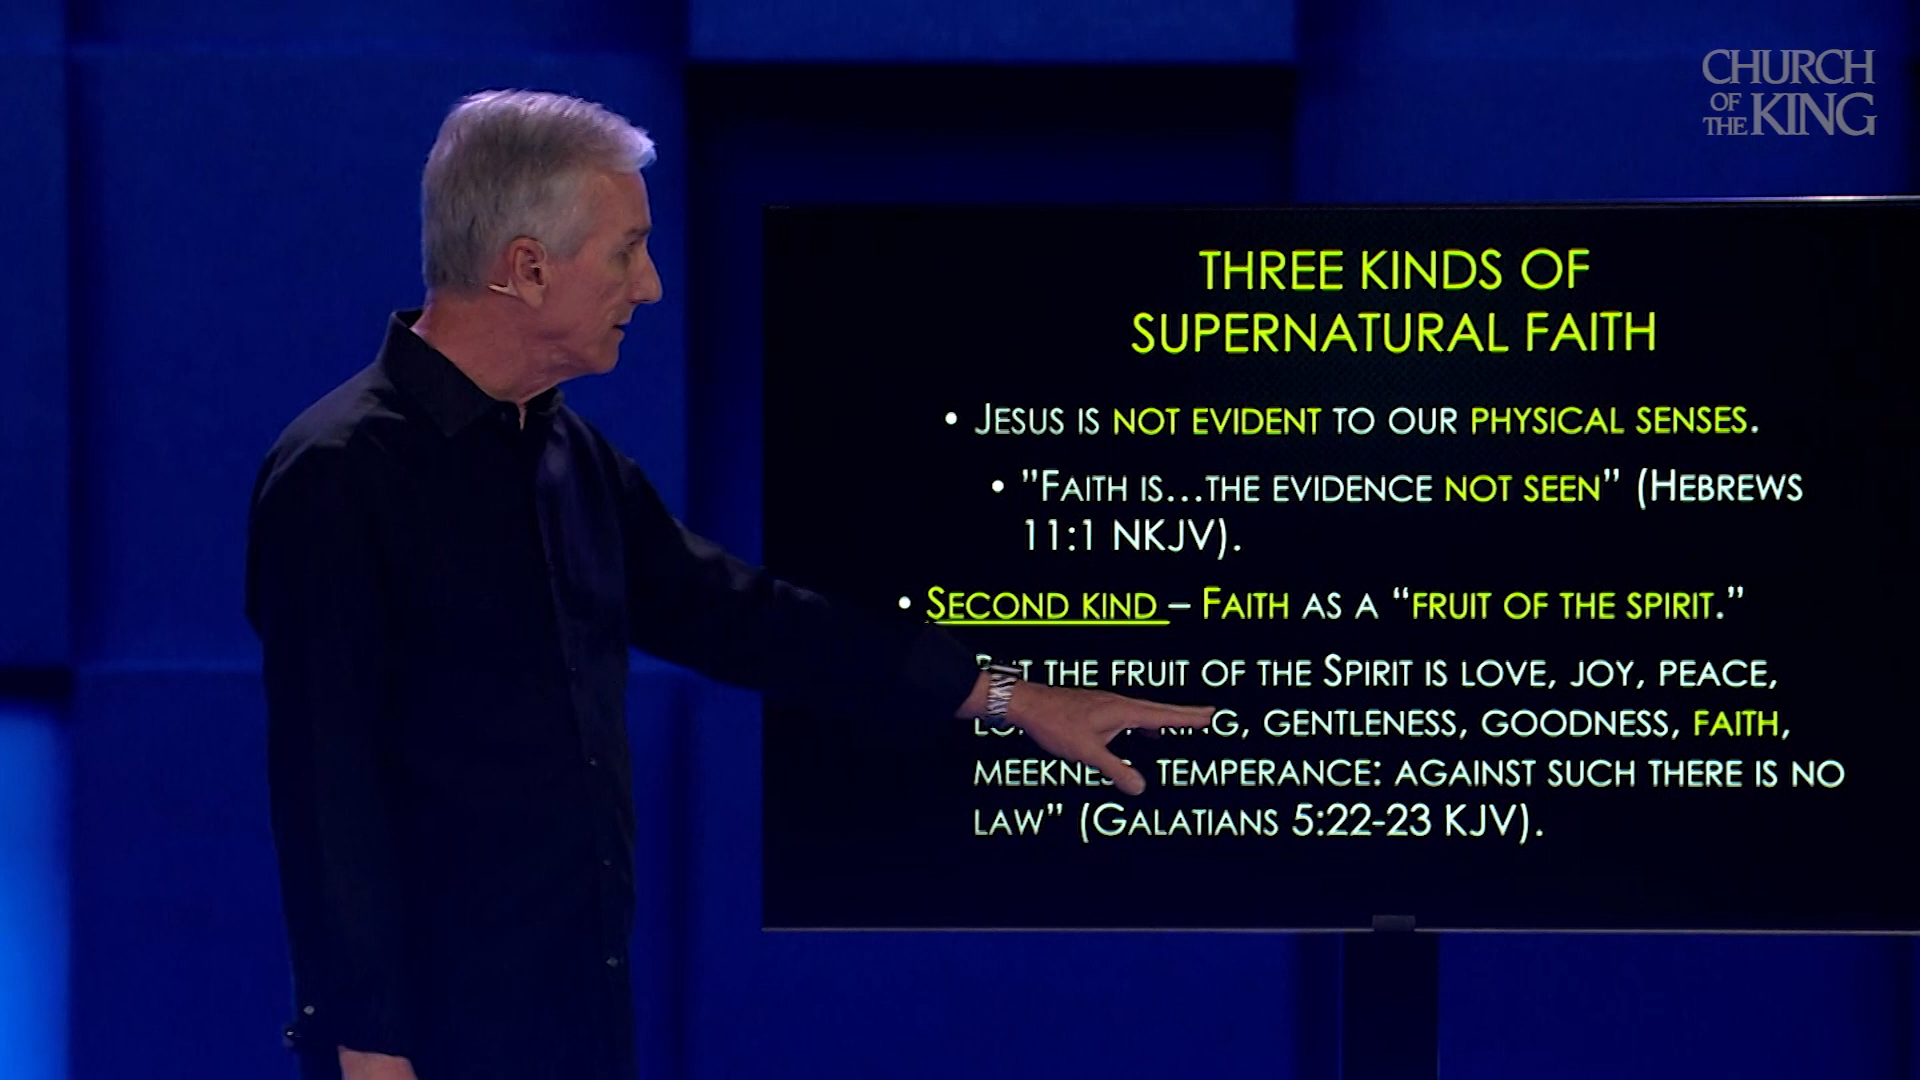 CHURCH
OF
THE KING
THREE KINDS OF
SUPERNATURAL FAITH
• JESUS IS NOT EVIDENT TO OUR PHYSICAL SENSES.
• ”FAITH IS...THE EVIDENCE NOT SEEN” (HEBREWS
11:1 NKJV).
• SECOND KIND – FAITH AS A “FRUIT OF THE SPIRIT.”
THE FRUIT OF THE SPIRIT IS LOVE, JOY, PEACE,
GENTLENESS, GOODNESS, FAITH,
TEMPERANCE: AGAINST SUCH THERE IS NO
LAW” (GALATIANS 5:22-23 KJV).